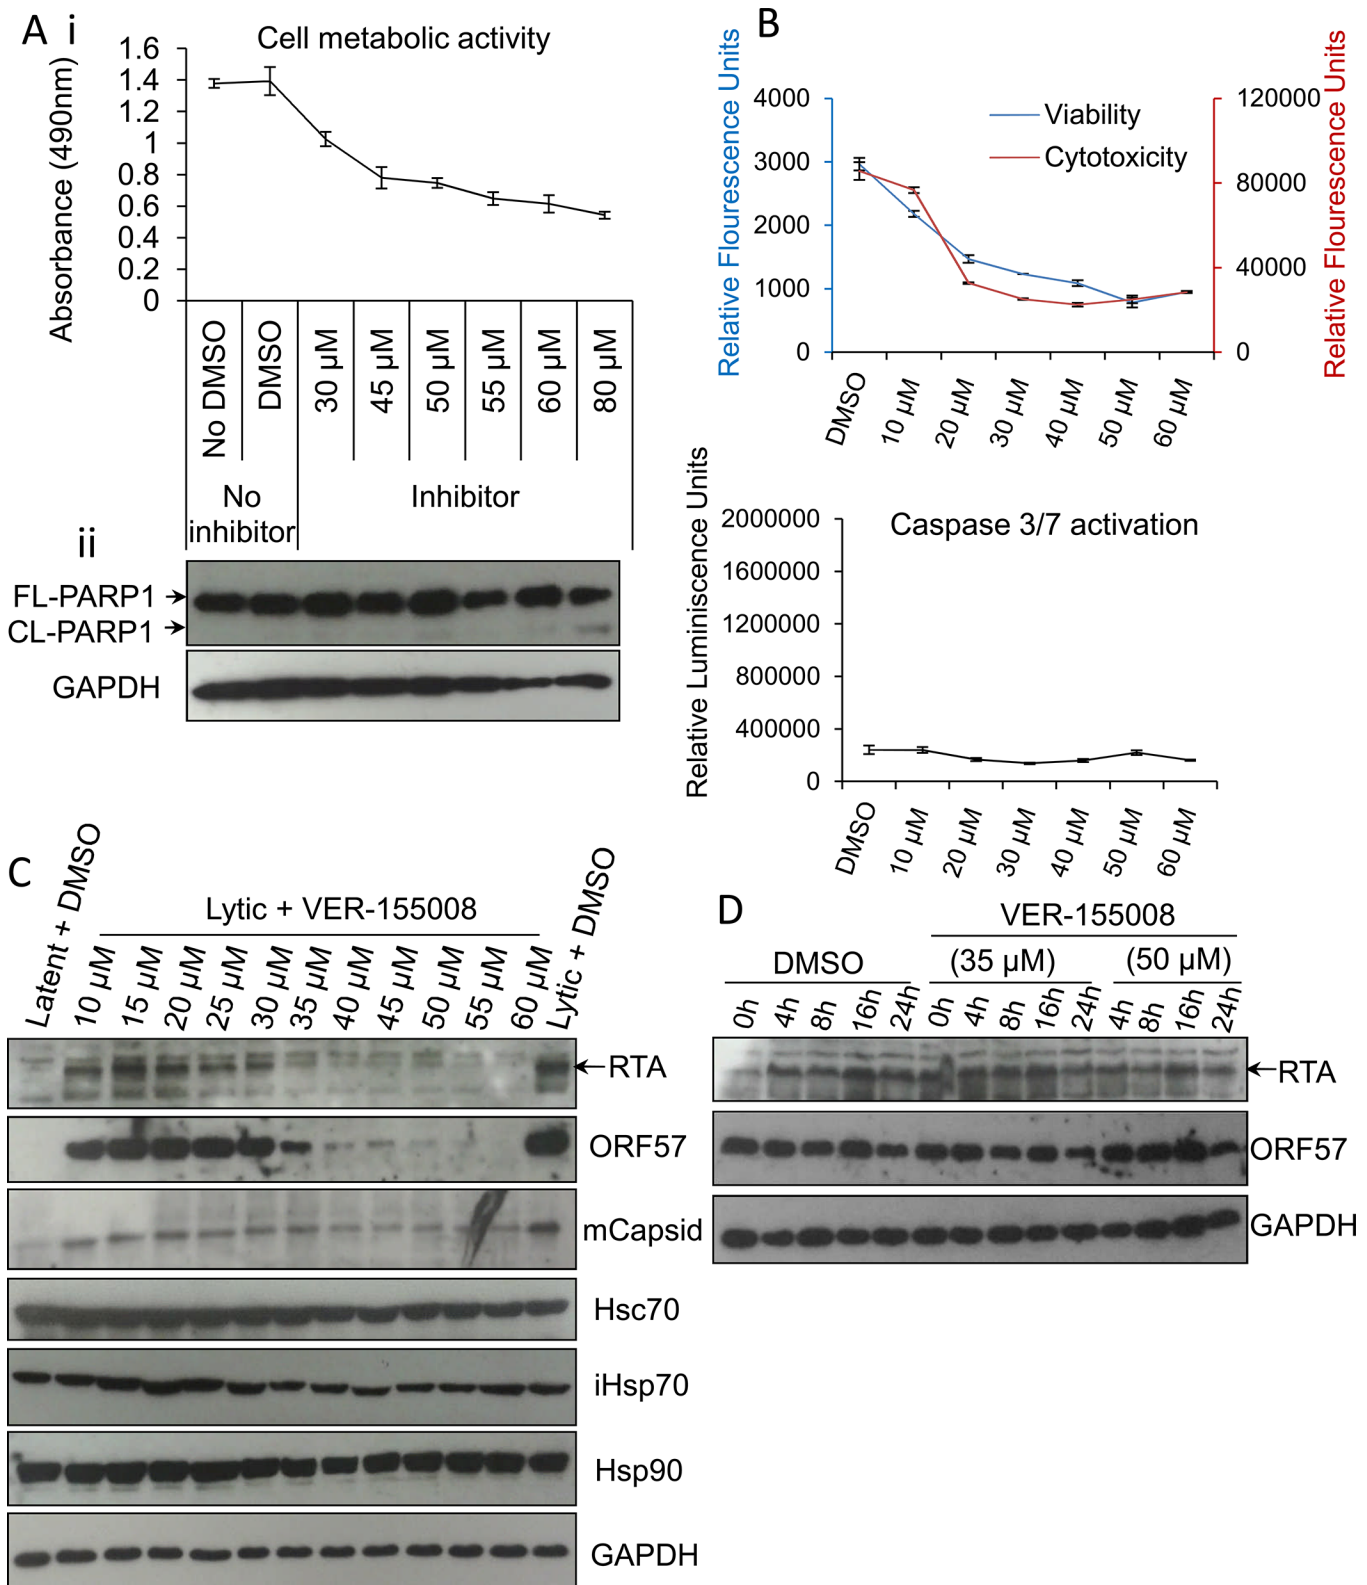 A i
Cell metabolic activity
Absorbance (490nm)
1.6
1.4
1.2
1
0.8
0.6
0.4
0.2
0
No DMSO
DMSO
30 µM
45 µM
50 µM
55 µM
60 µM
80 µM
No
inhibitor
Inhibitor
ii
FL-PARP1
CL-PARP1
GAPDH
B
Relative Flourescence Units
4000
3000
2000
1000
0
Viability
Cytotoxicity
120000
80000
40000
0
Relative Flourescence Units
DMSO
10 µM
20 µM
30 µM
40 µM
50 µM
60 µM
Caspase 3/7 activation
Relative Luminiscence Units
2000000
1600000
1200000
800000
400000
0
DMSO
10 µM
20 µM
30 µM
40 µM
50 µM
60 µM
C
Lytic + VER-155008
Latent + DMSO
10 µM
15 µM
20 µM
25 µM
30 µM
35 µM
40 µM
45 µM
50 µM
55 µM
60 µM
Lytic + DMSO
RTA
ORF57
mCapsid
Hsc70
iHsp70
Hsp90
GAPDH
D
VER-155008
DMSO
(35 µM)
(50 µM)
0h
4h
8h
16h
24h
0h
4h
8h
16h
24h
4h
8h
16h
24h
RTA
ORF57
GAPDH